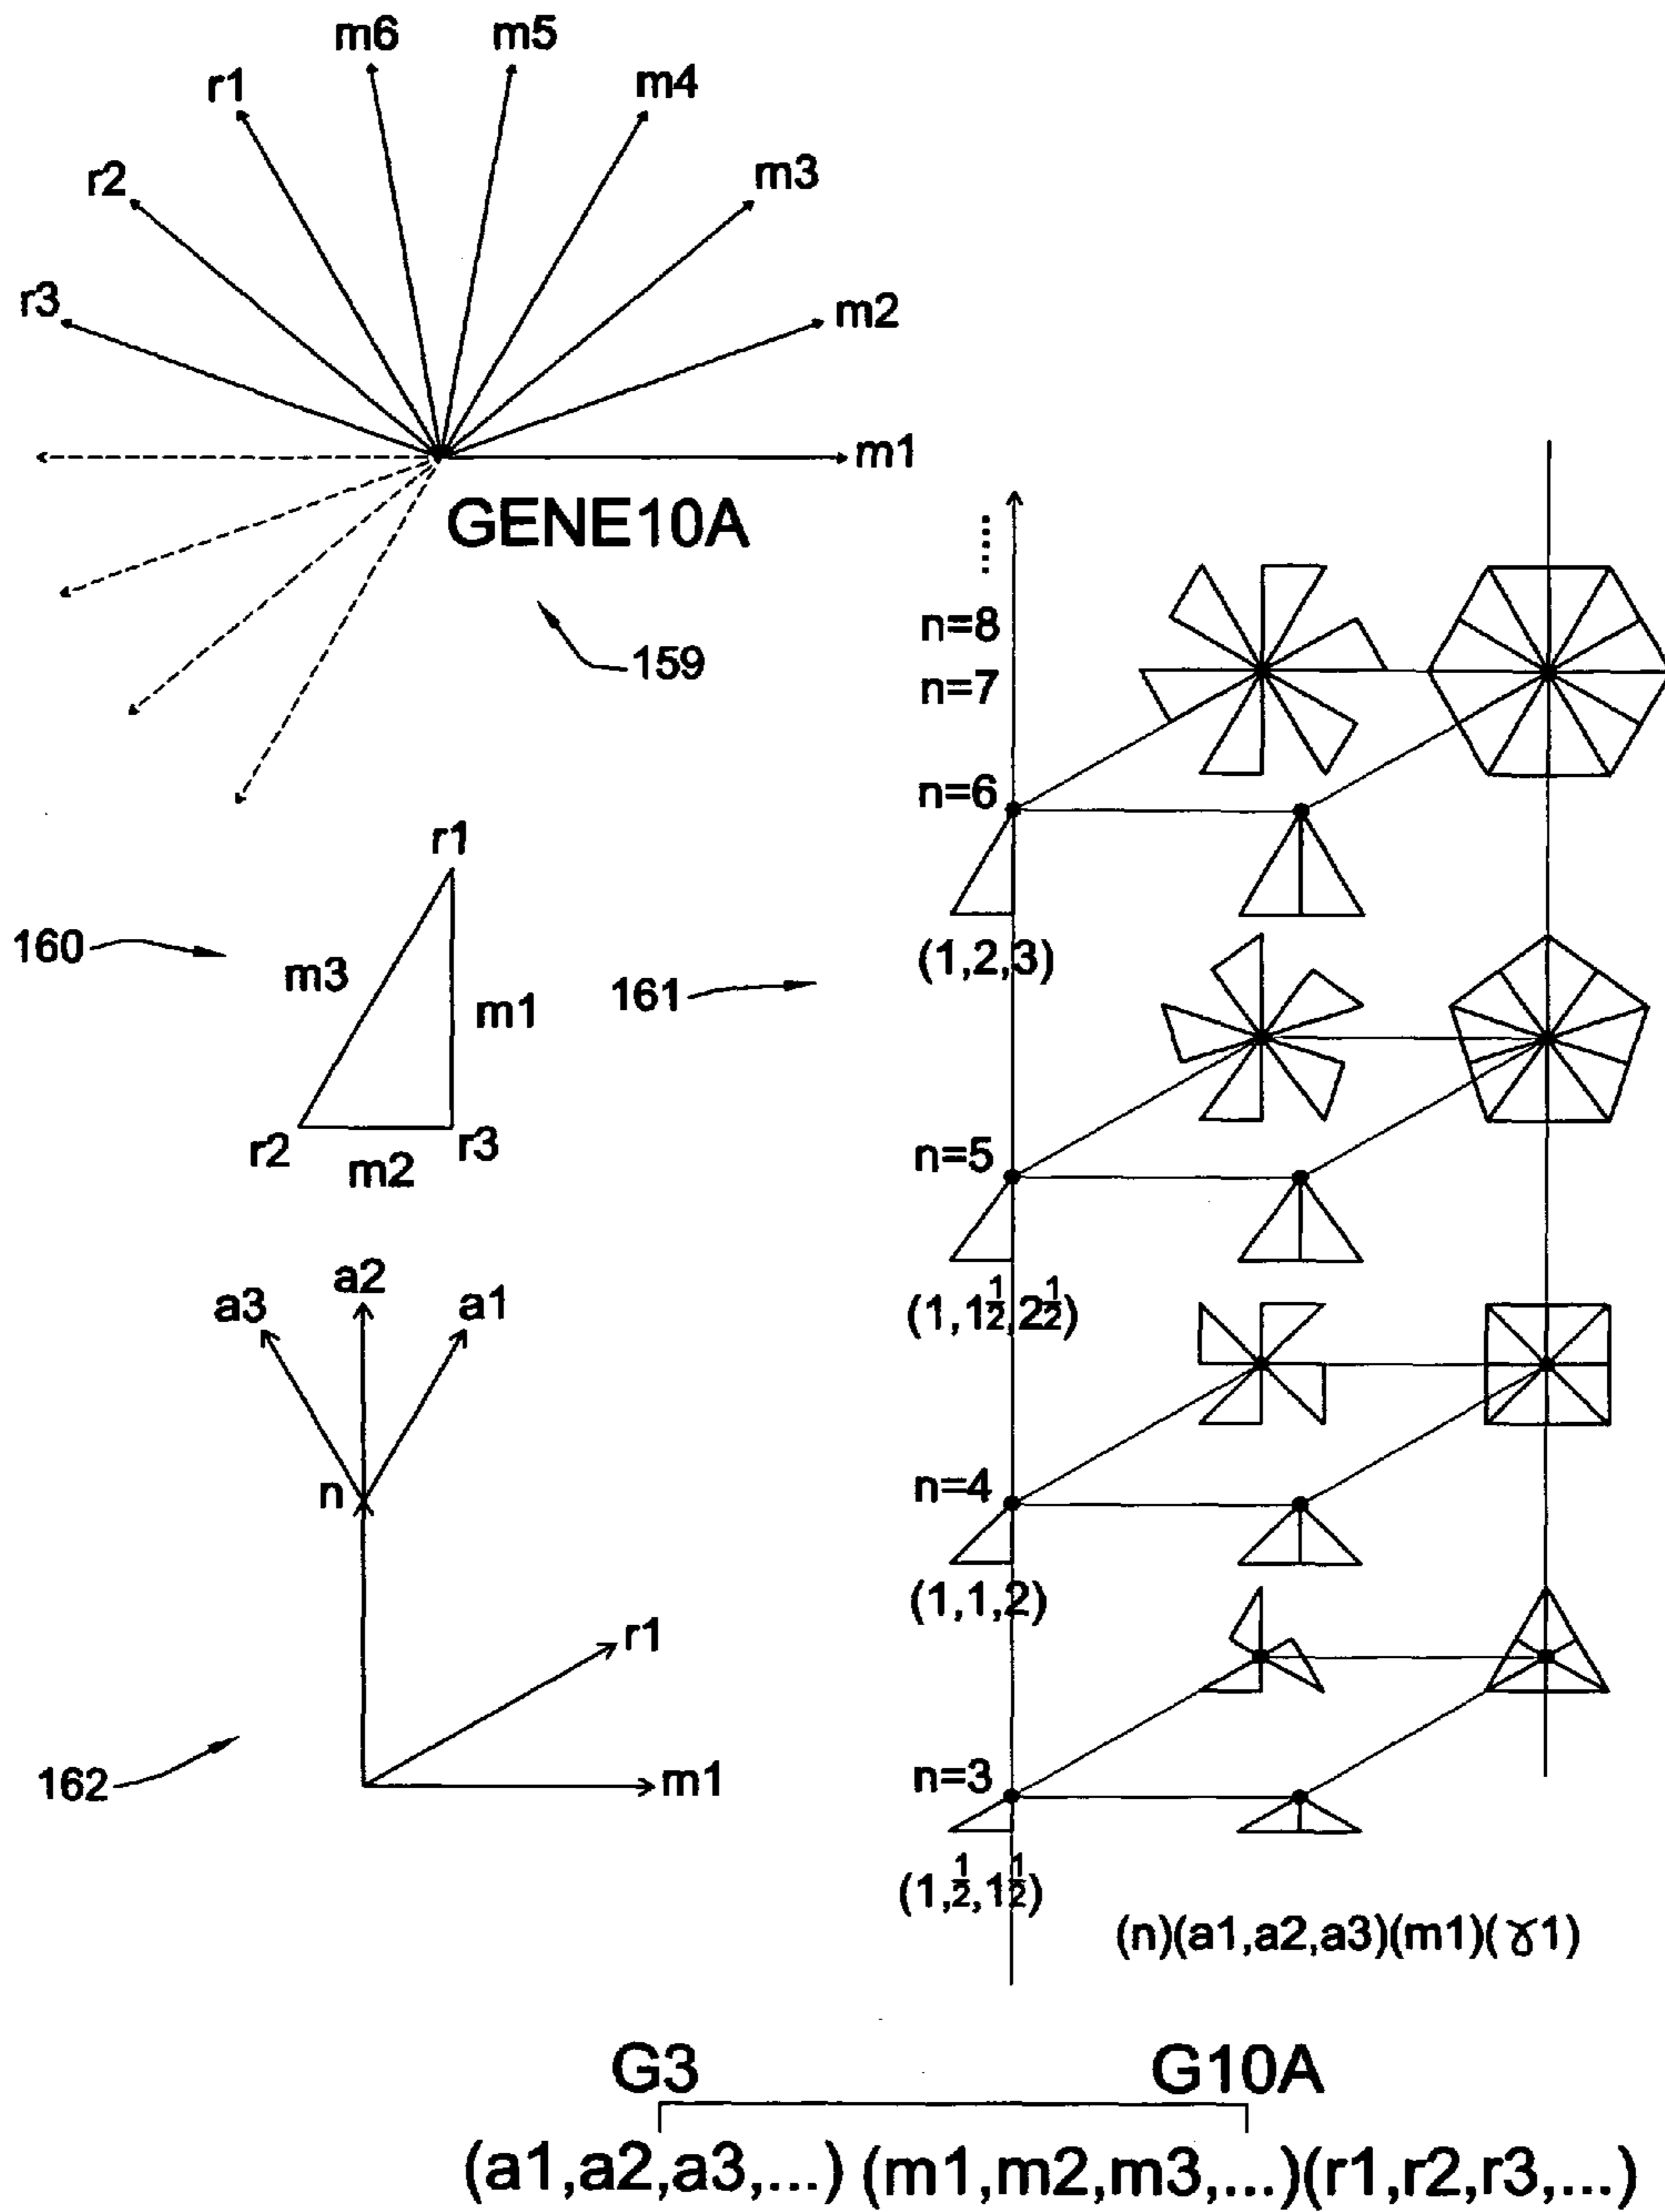 m6
m5
r1
m4
r2
m3
r3
m2
m1
GENE10A
159
r1
160
m3
m1
r2
m2
r3
a3
a2
a1
n
r1
162
m1
161
.....
n=8
n=7
n=6
(1,2,3)
n=5
(1,1½,2½)
n=4
(1,1,2)
n=3
(1,½,1½)
(n)(a1,a2,a3)(m1)(ɣ1)
G3
G10A
(a1,a2,a3,...) (m1,m2,m3,...)(r1,r2,r3,...)